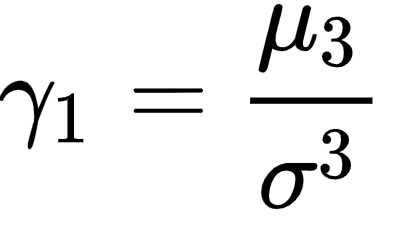 γ₁ = μ₃ / σ³